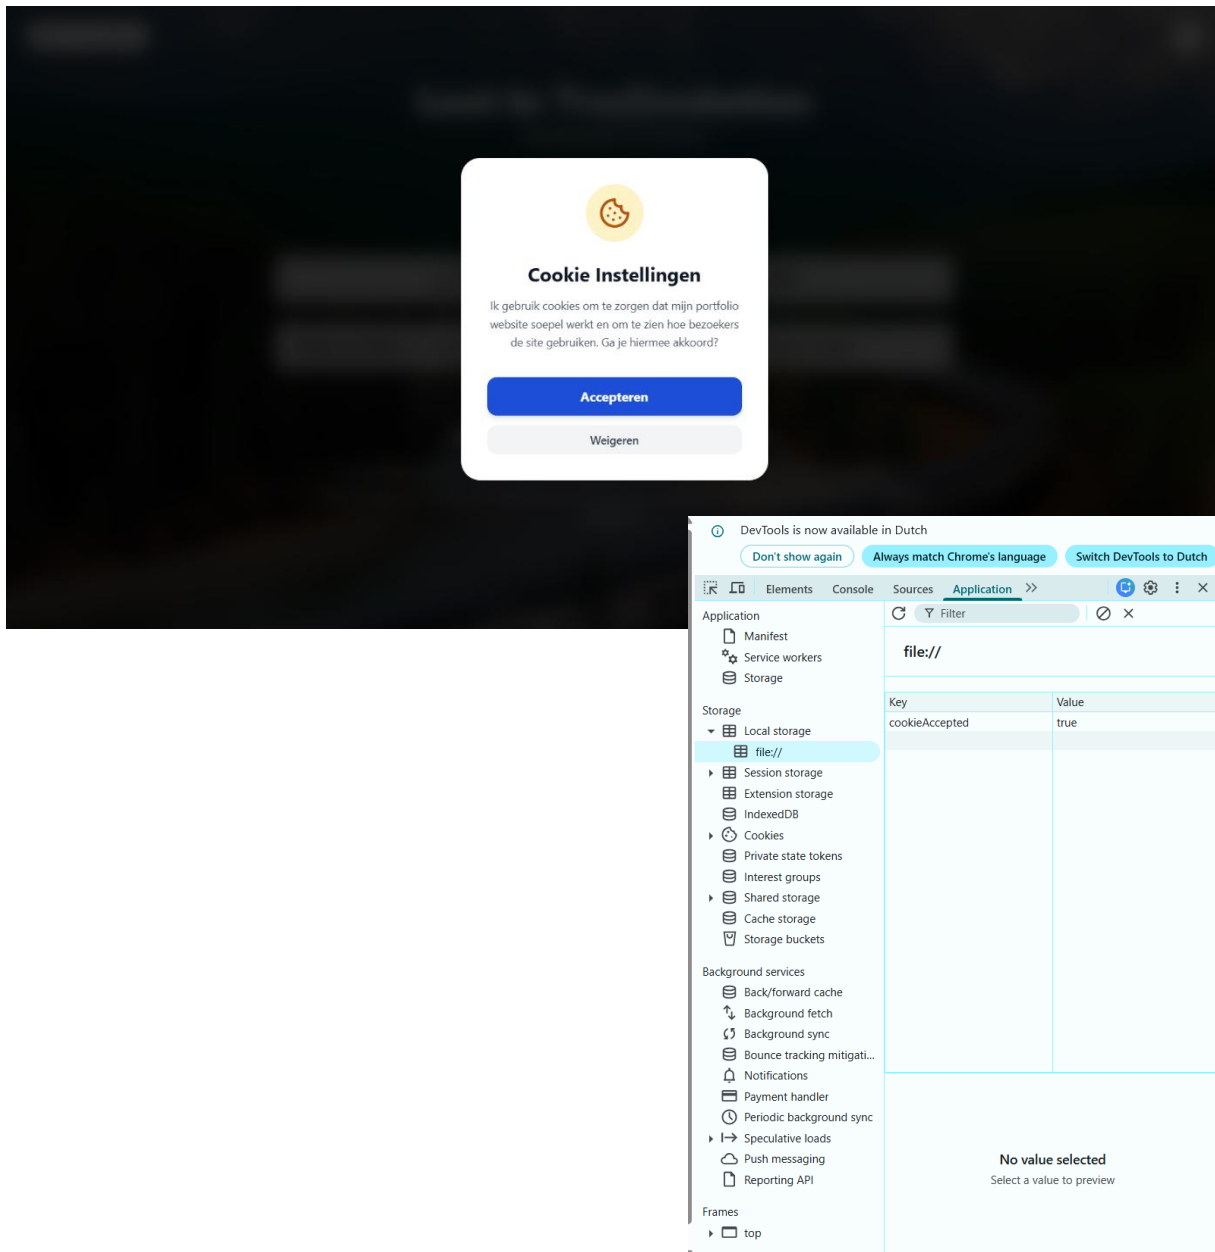 Cookie Instellingen
Ik gebruik cookies om te zorgen dat mijn portfolio
website soepel werkt en om te zien hoe bezoekers
de site gebruiken. Ga je hiermee akkoord?
Accepteren
Weigeren
DevTools is now available in Dutch
Don't show again
Always match Chrome's language
Switch DevTools to Dutch
Elements
Console
Sources
Application
Application
Manifest
Service workers
Storage
Storage
Local storage
file://
Session storage
Extension storage
IndexedDB
Cookies
Private state tokens
Interest groups
Shared storage
Cache storage
Storage buckets
Background services
Back/forward cache
Background fetch
Background sync
Bounce tracking mitigati...
Notifications
Payment handler
Periodic background sync
Speculative loads
Push messaging
Reporting API
Frames
top
Filter
file://
Key Value
cookieAccepted true
No value selected
Select a value to preview